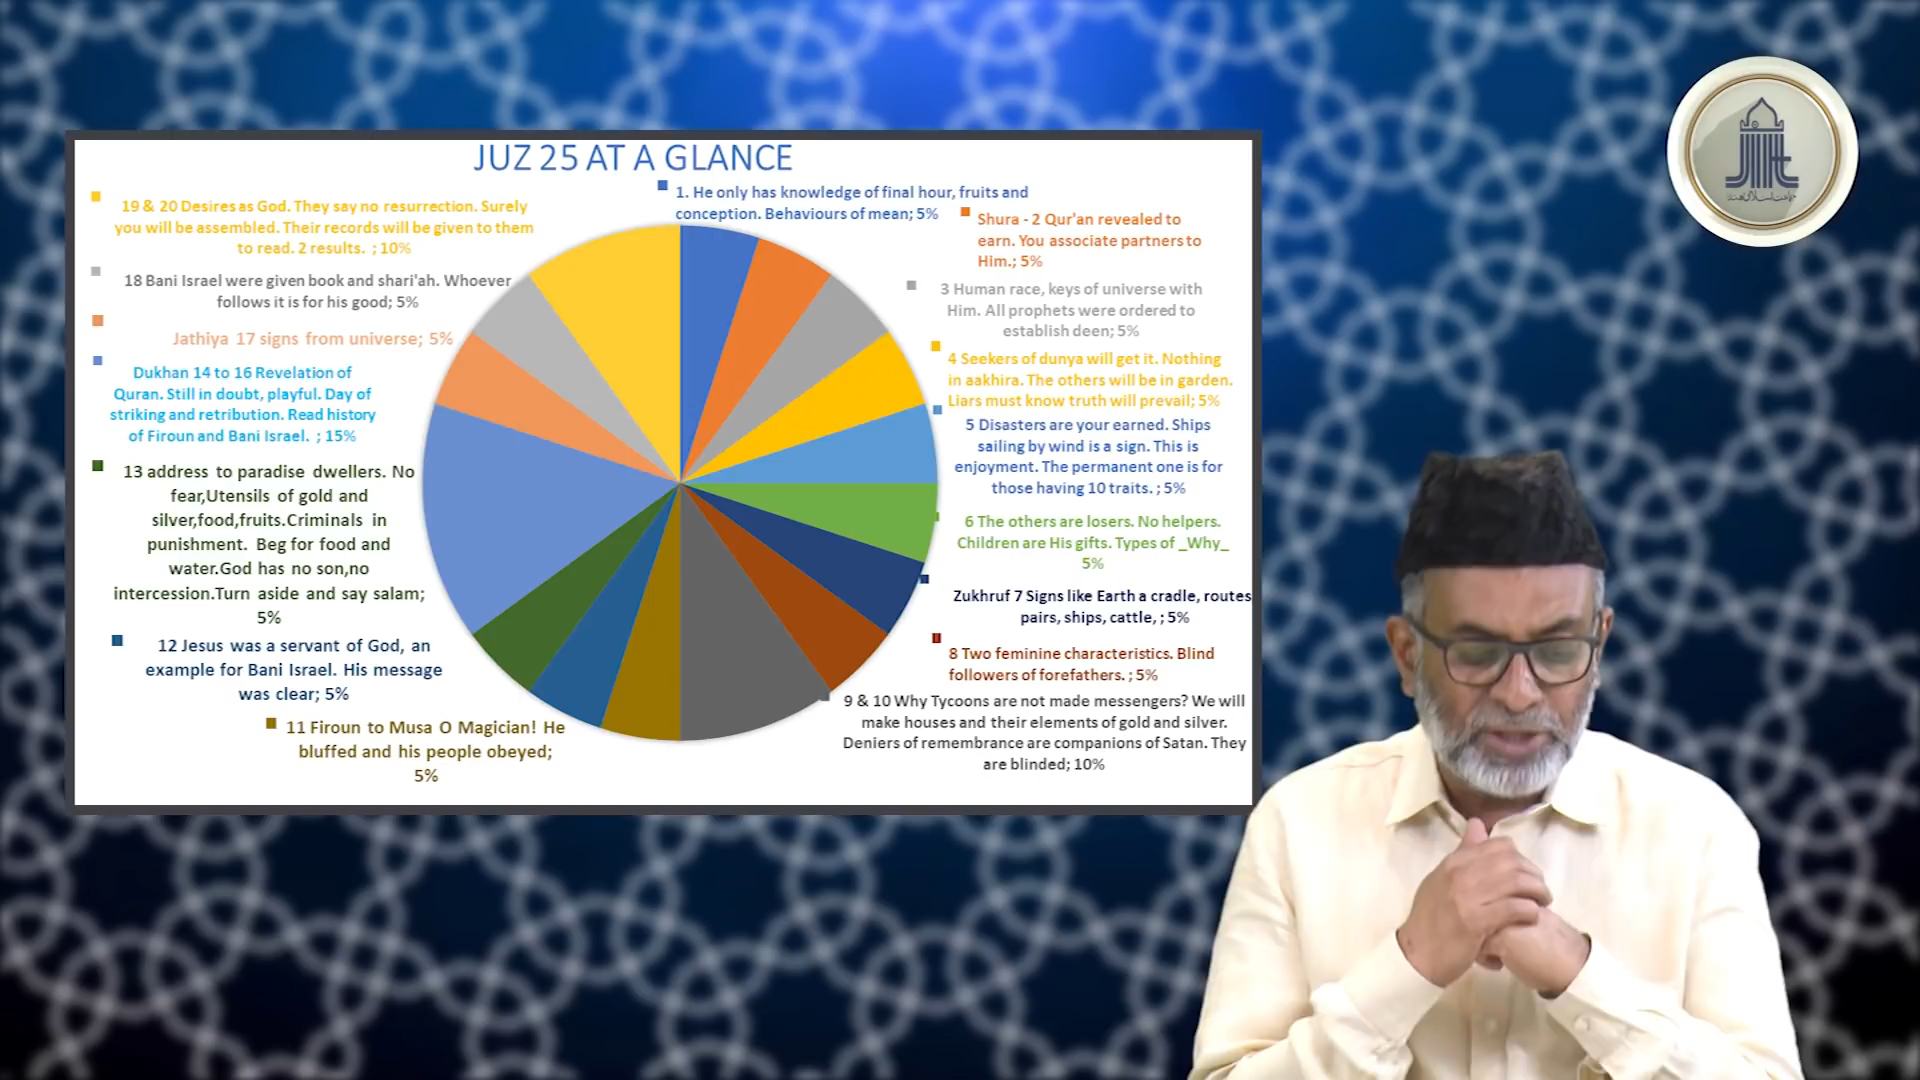 JUZ 25 AT A GLANCE
1. He only has knowledge of final hour, fruits and
conception. Behaviours of mean; 5%
Shura - 2 Qur'an revealed to
earn. You associate partners to
Him.; 5%
3 Human race, keys of universe with
Him. All prophets were ordered to
establish deen; 5%
4 Seekers of dunya will get it. Nothing
in aakhira. The others will be in garden.
Liars must know truth will prevail; 5%
5 Disasters are your earned. Ships
sailing by wind is a sign. This is
enjoyment. The permanent one is for
those having 10 traits. ; 5%
6 The others are losers. No helpers.
Children are His gifts. Types of _Why_
5%
Zukhruf 7 Signs like Earth a cradle, routes
pairs, ships, cattle, ; 5%
8 Two feminine characteristics. Blind
followers of forefathers. ; 5%
9 & 10 Why Tycoons are not made messengers? We will
make houses and their elements of gold and silver.
Deniers of remembrance are companions of Satan. They
are blinded; 10%
11 Firoun to Musa O Magician! He
bluffed and his people obeyed;
5%
12 Jesus was a servant of God, an
example for Bani Israel. His message
was clear; 5%
13 address to paradise dwellers. No
fear,Utensils of gold and
silver,food,fruits.Criminals in
punishment. Beg for food and
water.God has no son,no
intercession.Turn aside and say salam;
5%
Dukhan 14 to 16 Revelation of
Quran. Still in doubt, playful. Day of
striking and retribution. Read history
of Firoun and Bani Israel. ; 15%
Jathiya 17 signs from universe; 5%
18 Bani Israel were given book and shari'ah. Whoever
follows it is for his good; 5%
19 & 20 Desires as God. They say no resurrection. Surely
you will be assembled. Their records will be given to them
to read. 2 results. ; 10%